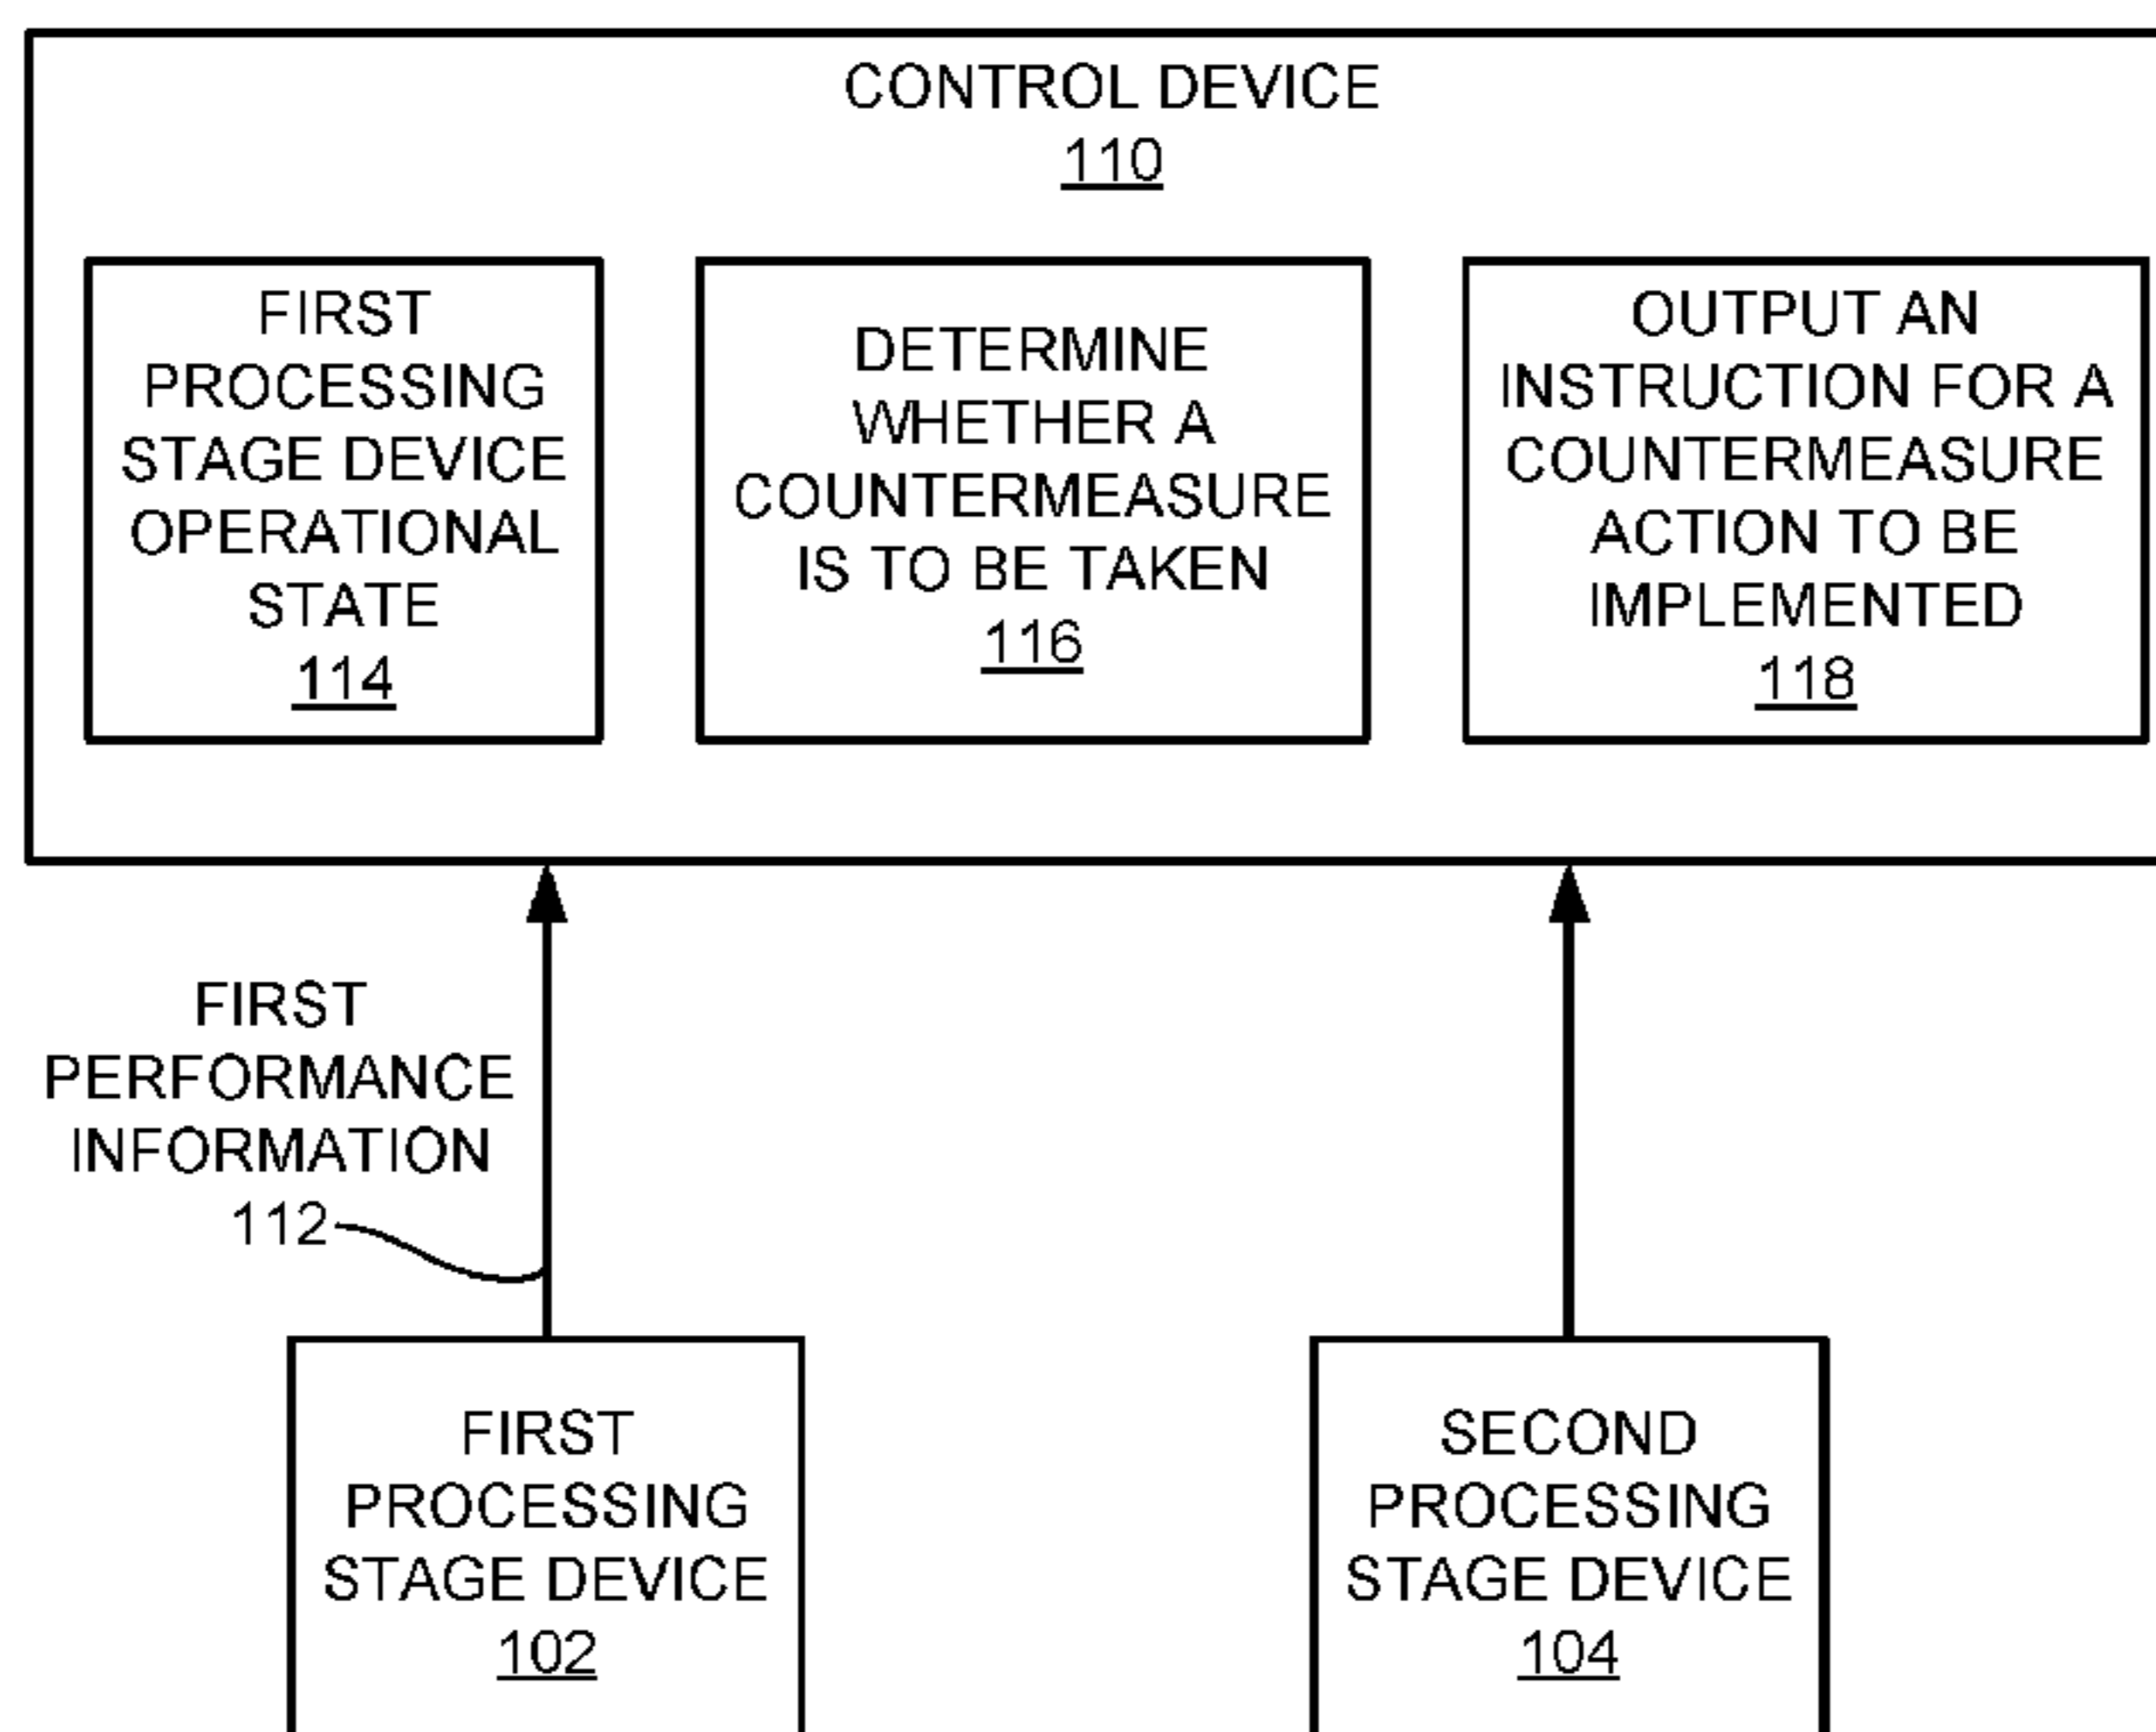 CONTROL DEVICE
110
FIRST
PROCESSING
STAGE DEVICE
OPERATIONAL
STATE
114
DETERMINE
WHETHER A
COUNTERMEASURE
IS TO BE TAKEN
116
OUTPUT AN
INSTRUCTION FOR A
COUNTERMEASURE
ACTION TO BE
IMPLEMENTED
118
FIRST
PERFORMANCE
INFORMATION
112
FIRST
PROCESSING
STAGE DEVICE
102
SECOND
PROCESSING
STAGE DEVICE
104